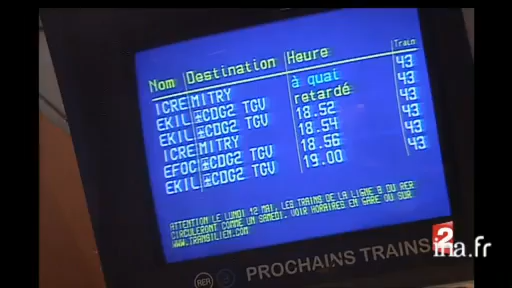 Nom Destination Heure Train
ICRE MITRY à quai 43
EKIL CDG2 TGV retardé 43
EKIL CDG2 TGV 18.52 43
ICRE MITRY 18.54 43
EFOC CDG2 TGV 18.56 43
EKIL CDG2 TGV 19.00 43
ATTENTION LE LUNDI 12 MAI, LES TRAINS DE LA LIGNE B DU RER
CIRCULERONT COMME UN SAMEDI. VOIR HORAIRES EN GARE OU SUR
WWW.TRANSILIEN.COM
RER PROCHAINS TRAINS
2
ina.fr